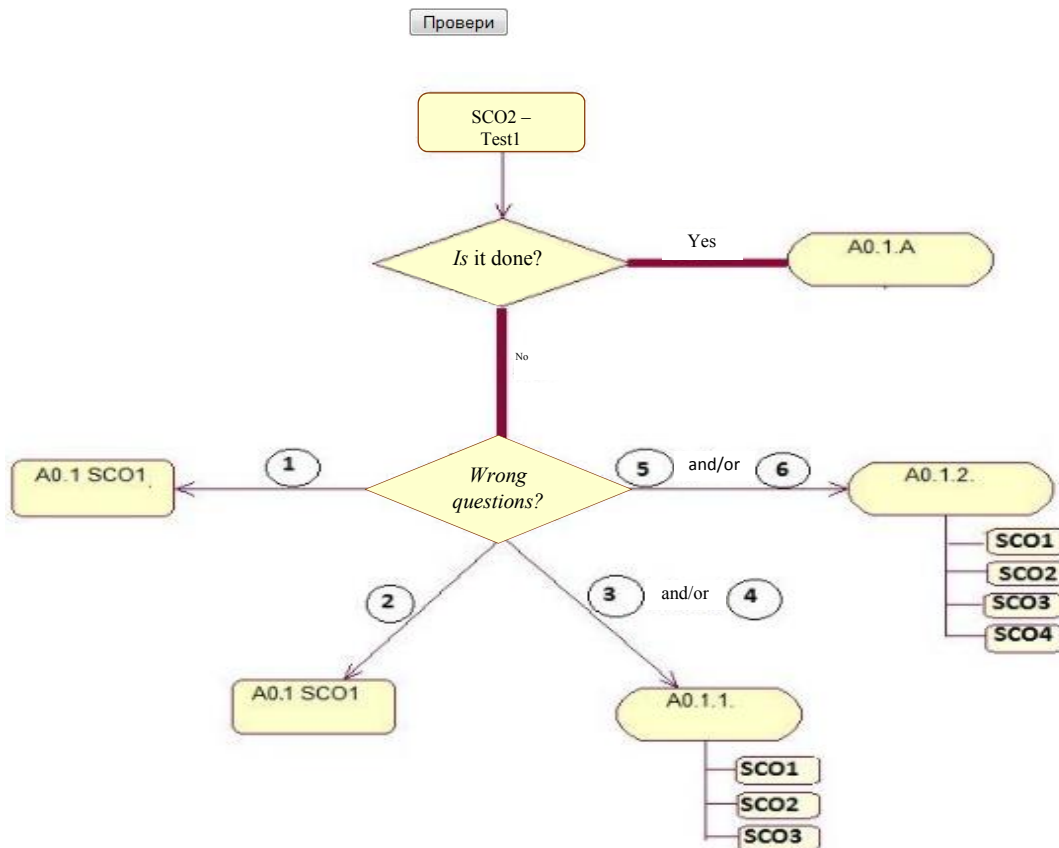 Провери
SCO2 –
Test1
Is it done?
Yes
A0.1.A
No
A0.1 SCO1.
1
Wrong
questions?
5 and/or 6
A0.1.2.
SCO1
SCO2
SCO3
SCO4
2
3 and/or 4
A0.1 SCO1
A0.1.1.
SCO1
SCO2
SCO3